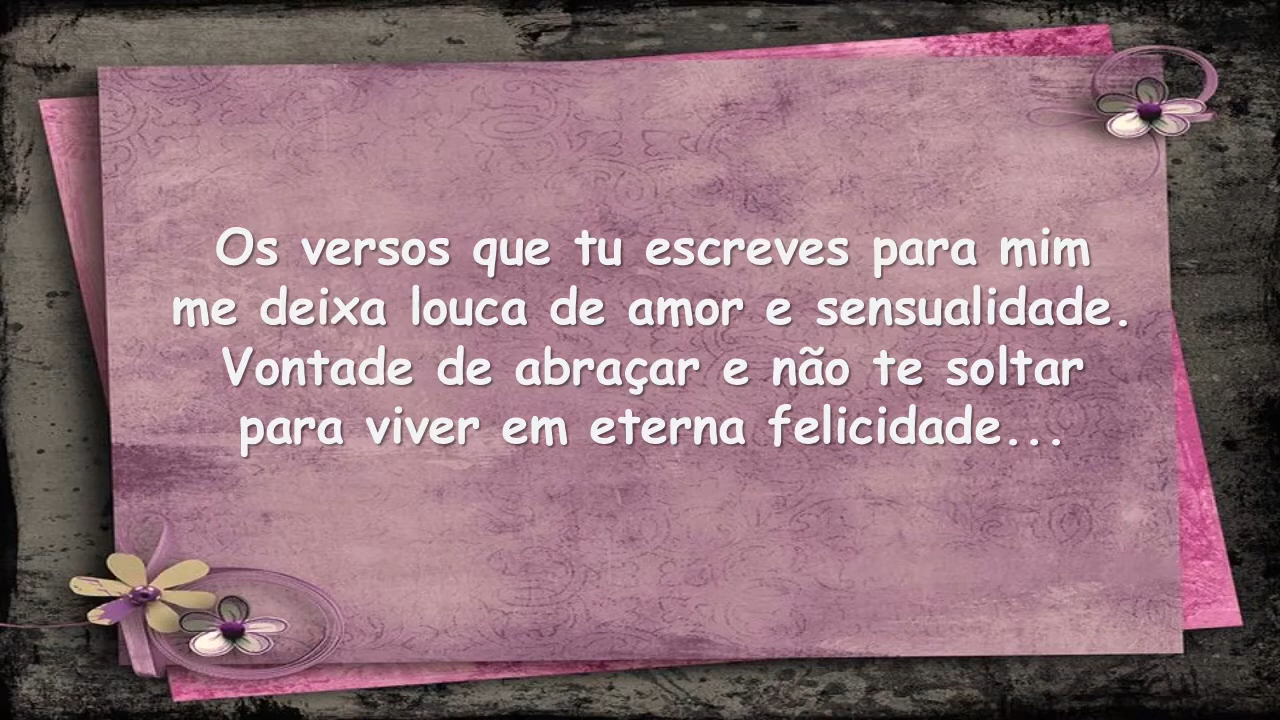 Os versos que tu escreves para mim
me deixa louca de amor e sensualidade.
Vontade de abraçar e não te soltar
para viver em eterna felicidade...